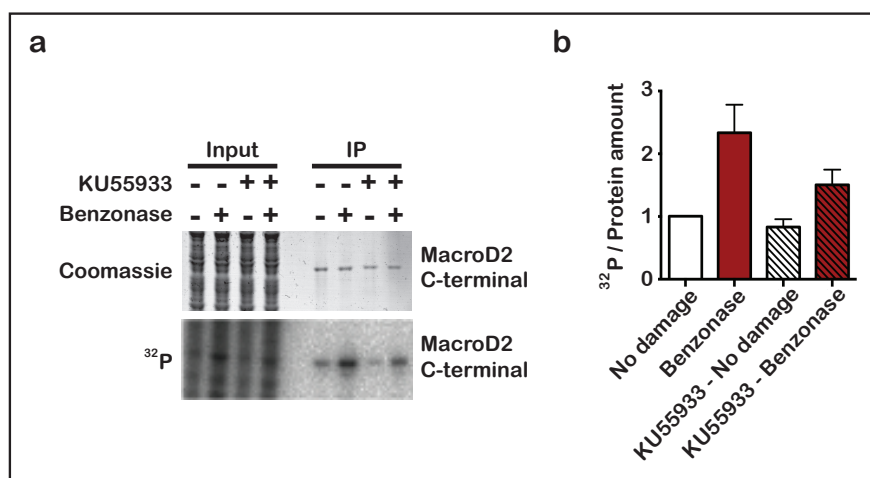 a
Input IP
KU55933 - - + + - - + +
Benzonase - + - + - + - +
Coomassie
MacroD2
C-terminal
³²P
MacroD2
C-terminal
b
³²P / Protein amount
3
2
1
0
No damage
Benzonase
KU55933 - No damage
KU55933 - Benzonase